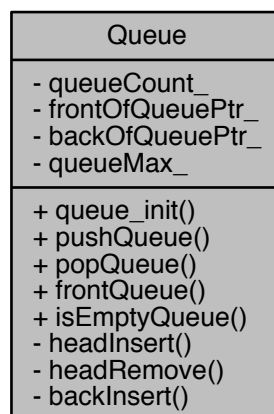 Queue
- queueCount_
- frontOfQueuePtr_
- backOfQueuePtr_
- queueMax_
+ queue_init()
+ pushQueue()
+ popQueue()
+ frontQueue()
+ isEmptyQueue()
- headInsert()
- headRemove()
- backInsert()